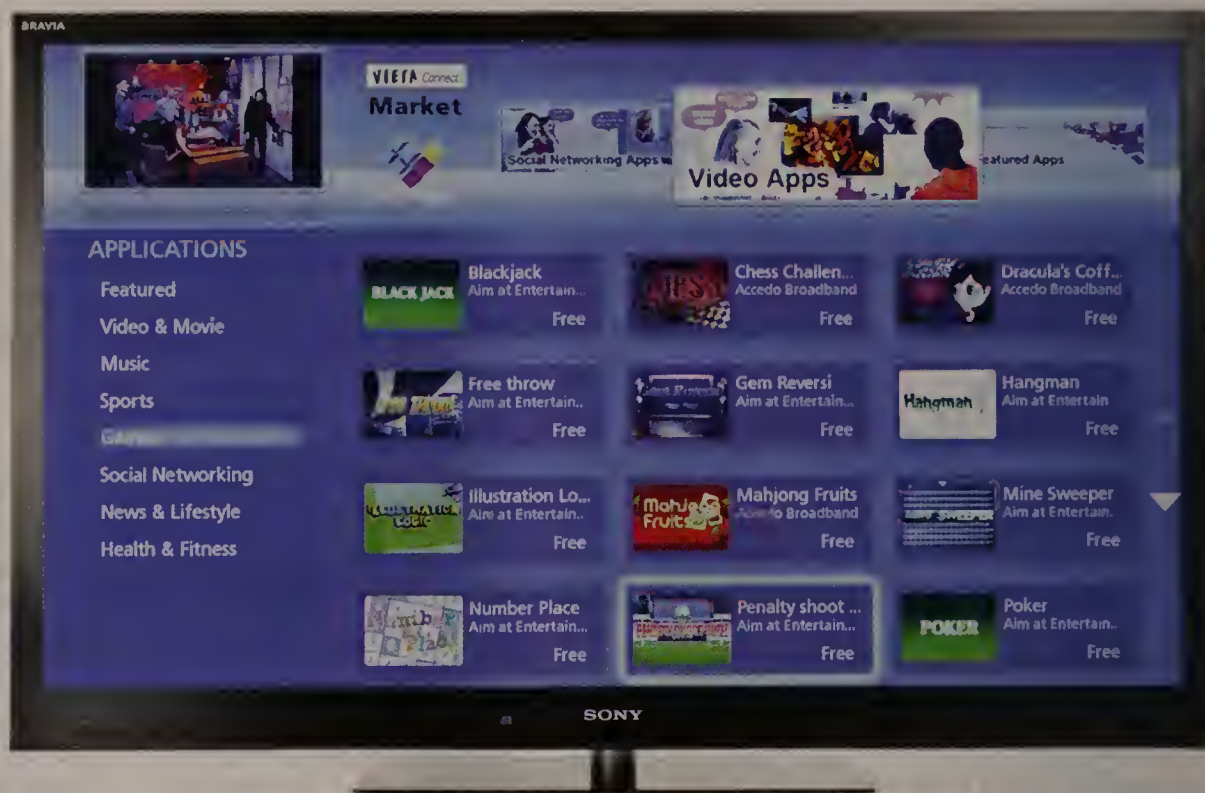 BRAVIA
VIETA Connect
Market
Social Networking Apps
Video Apps
eatured Apps
APPLICATIONS
Featured
Video & Movie
Music
Sports
Social Networking
News & Lifestyle
Health & Fitness
BLACK JACK
Blackjack
Aim at Entertain...
Free
Chess Challen...
Accedo Broadband
Free
Dracula's Coff...
Accedo Broadband
Free
Free throw
Aim at Entertain..
Free
Gem Reversi
Aim at Entertain...
Free
Hangman
Hangman
Aim at Entertain
Free
Illustration Lo...
Aim at Entertain..
Free
Mahjong
Fruits
Mahjong Fruits
Accedo Broadband
Free
Mine Sweeper
Aim at Entertain.
Free
Number Place
Aim at Entertain...
Free
Penalty shoot ...
Aim at Entertain...
Free
POKER
Poker
Aim at Entertain..
Free
SONY